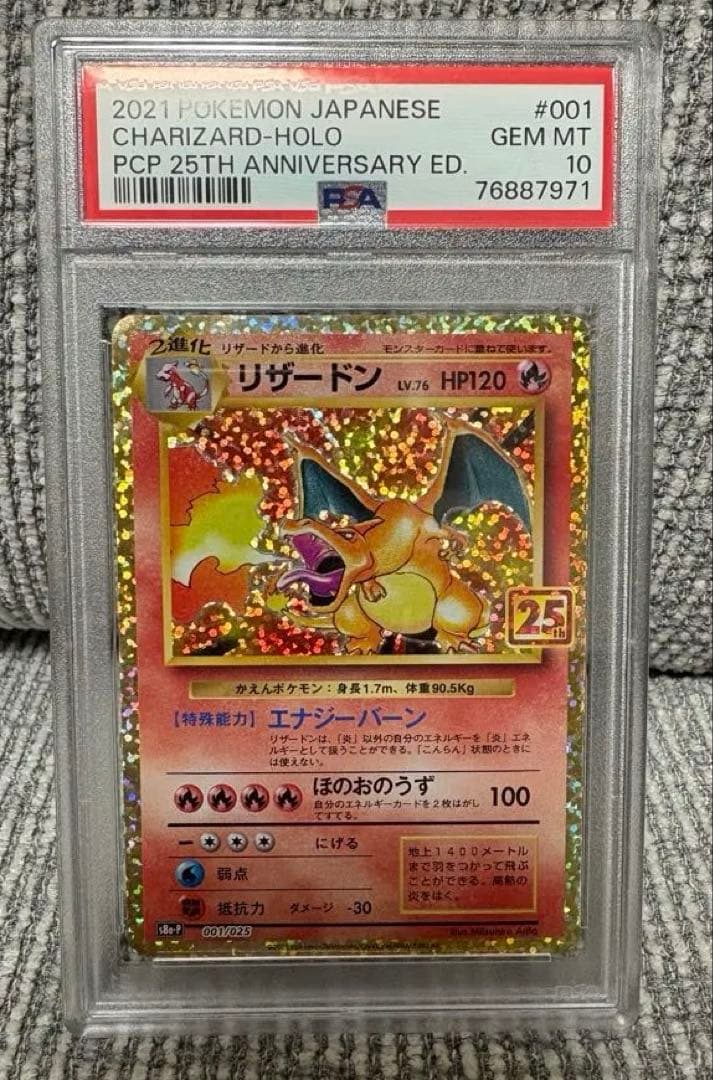 2021 POKEMON JAPANESE #001
CHARIZARD-HOLO GEM MT
PCP 25TH ANNIVERSARY ED. 10
PSA 76887971
2進化 リザードから進化 モンスターカードに重ねて使います。
リザードン LV.76 HP120
25th
かえんポケモン:身長1.7m、体重90.5Kg
【特殊能力】エナジーバーン
リザードンは、「炎」以外の自分のエネルギーを「炎」エネ
ルギーとして扱うことができる。「こんらん」状態のときに
は使えない。
ほのおのうず 100
自分のエネルギーカードを2枚はがし
てすてる。
ー にげる
弱点
抵抗力 ダメージ -30
地上1400メートル
まで羽をつかって飛ぶ
ことができる。高熱の
炎をはく。
s8a-P 001/025
Illus. Mitsuhiro Arita